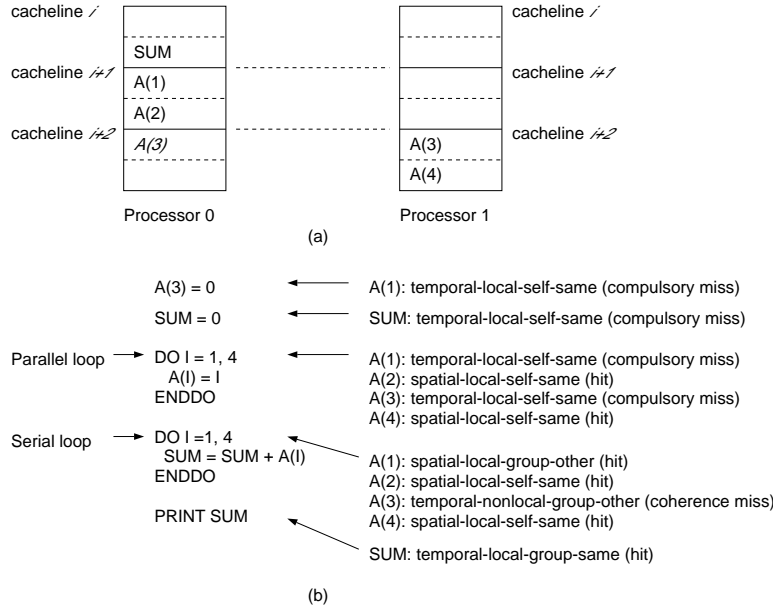 cacheline i
cacheline i
SUM
cacheline i+1
cacheline i+1
A(1)
A(2)
cacheline i+2
cacheline i+2
A(3)
A(3)
A(4)
Processor 0
Processor 1
(a)
A(3) = 0
A(1): temporal-local-self-same (compulsory miss)
SUM = 0
SUM: temporal-local-self-same (compulsory miss)
Parallel loop
DO I = 1, 4
A(I) = I
ENDDO
A(1): temporal-local-self-same (compulsory miss)
A(2): spatial-local-self-same (hit)
A(3): temporal-local-self-same (compulsory miss)
A(4): spatial-local-self-same (hit)
Serial loop
DO I =1, 4
SUM = SUM + A(I)
ENDDO
A(1): spatial-local-group-other (hit)
A(2): spatial-local-self-same (hit)
A(3): temporal-nonlocal-group-other (coherence miss)
A(4): spatial-local-self-same (hit)
PRINT SUM
SUM: temporal-local-group-same (hit)
(b)